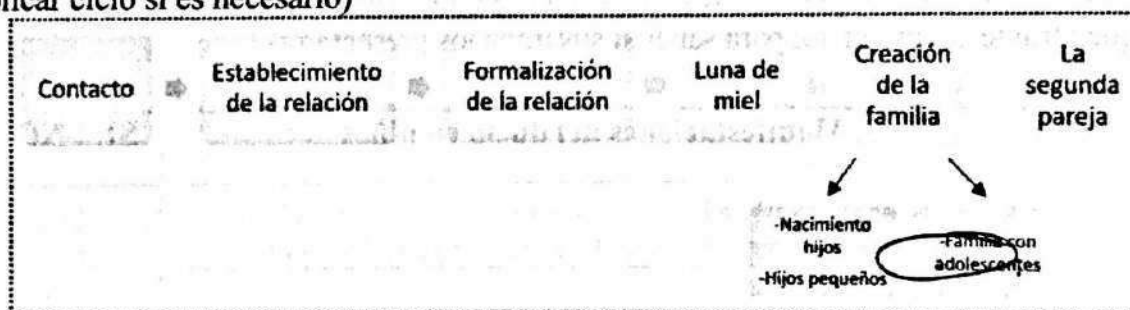 car ciclo si es necesario)
Contacto
Establecimiento
de la relación
Formalización
de la relación
Luna de
miel
Creación
de la
familia
La
segunda
pareja
-Nacimiento
hijos
-Hijos pequeños
-Familia con
adolescentes